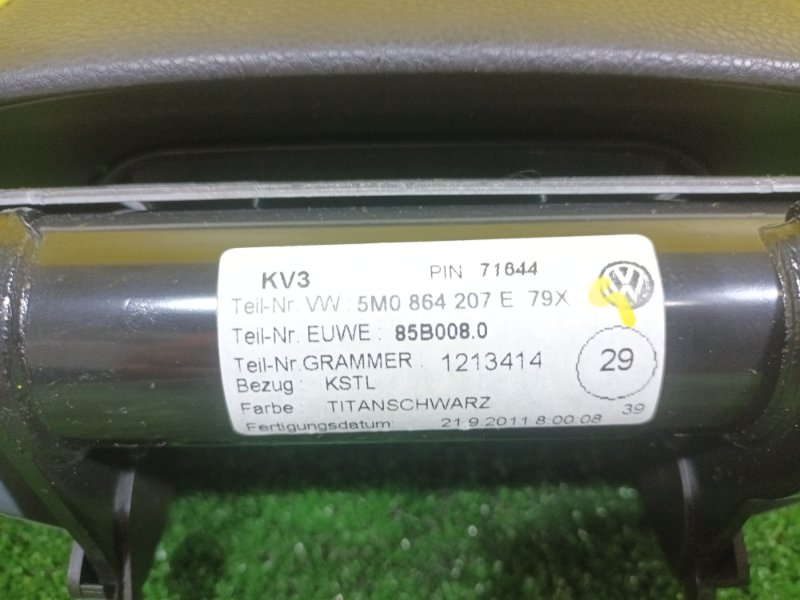 KV3 PIN 71644
Teil-Nr. VW : 5M0 864 207 E 79X
Teil-Nr. EUWE : 85B008.0
Teil-Nr.GRAMMER : 1213414
29
Bezug : KSTL
Farbe : TITANSCHWARZ
39
Fertigungsdatum: 21.9.2011 8:00:08